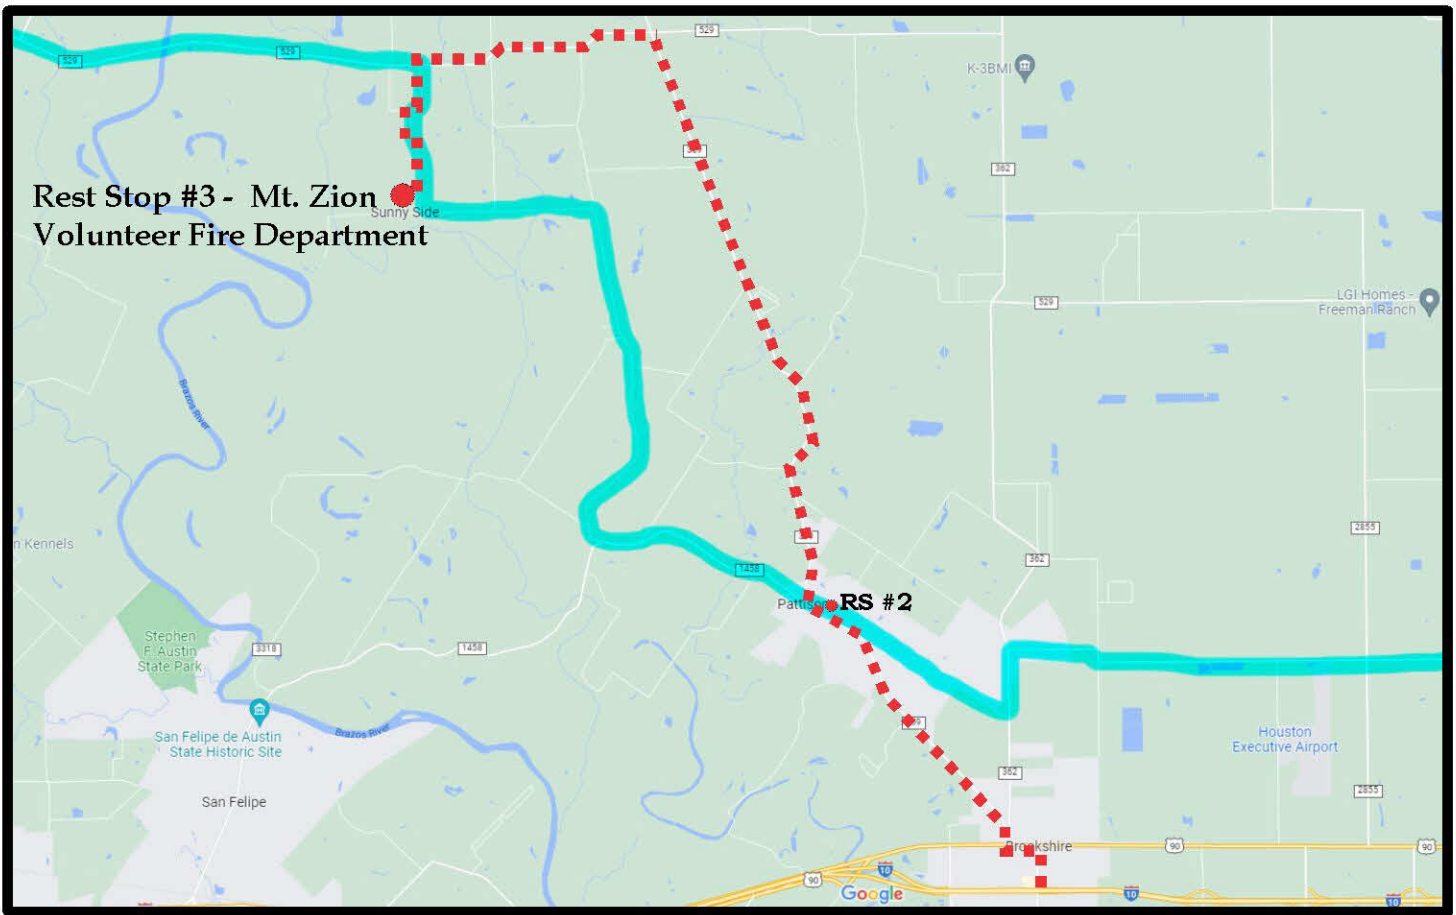 529
529
529
K-3BMI
362
Rest Stop #3 - Mt. Zion
Sunny Side
Volunteer Fire Department
529
LGI Homes -
Freeman Ranch
Brazos River
n Kennels
2855
362
1458
Pattison
RS #2
Stephen
F. Austin
State Park
3318
1458
San Felipe de Austin
State Historic Site
Brazos River
Houston
Executive Airport
362
2855
San Felipe
Brookshire
90
90
90
10
Google
10
10